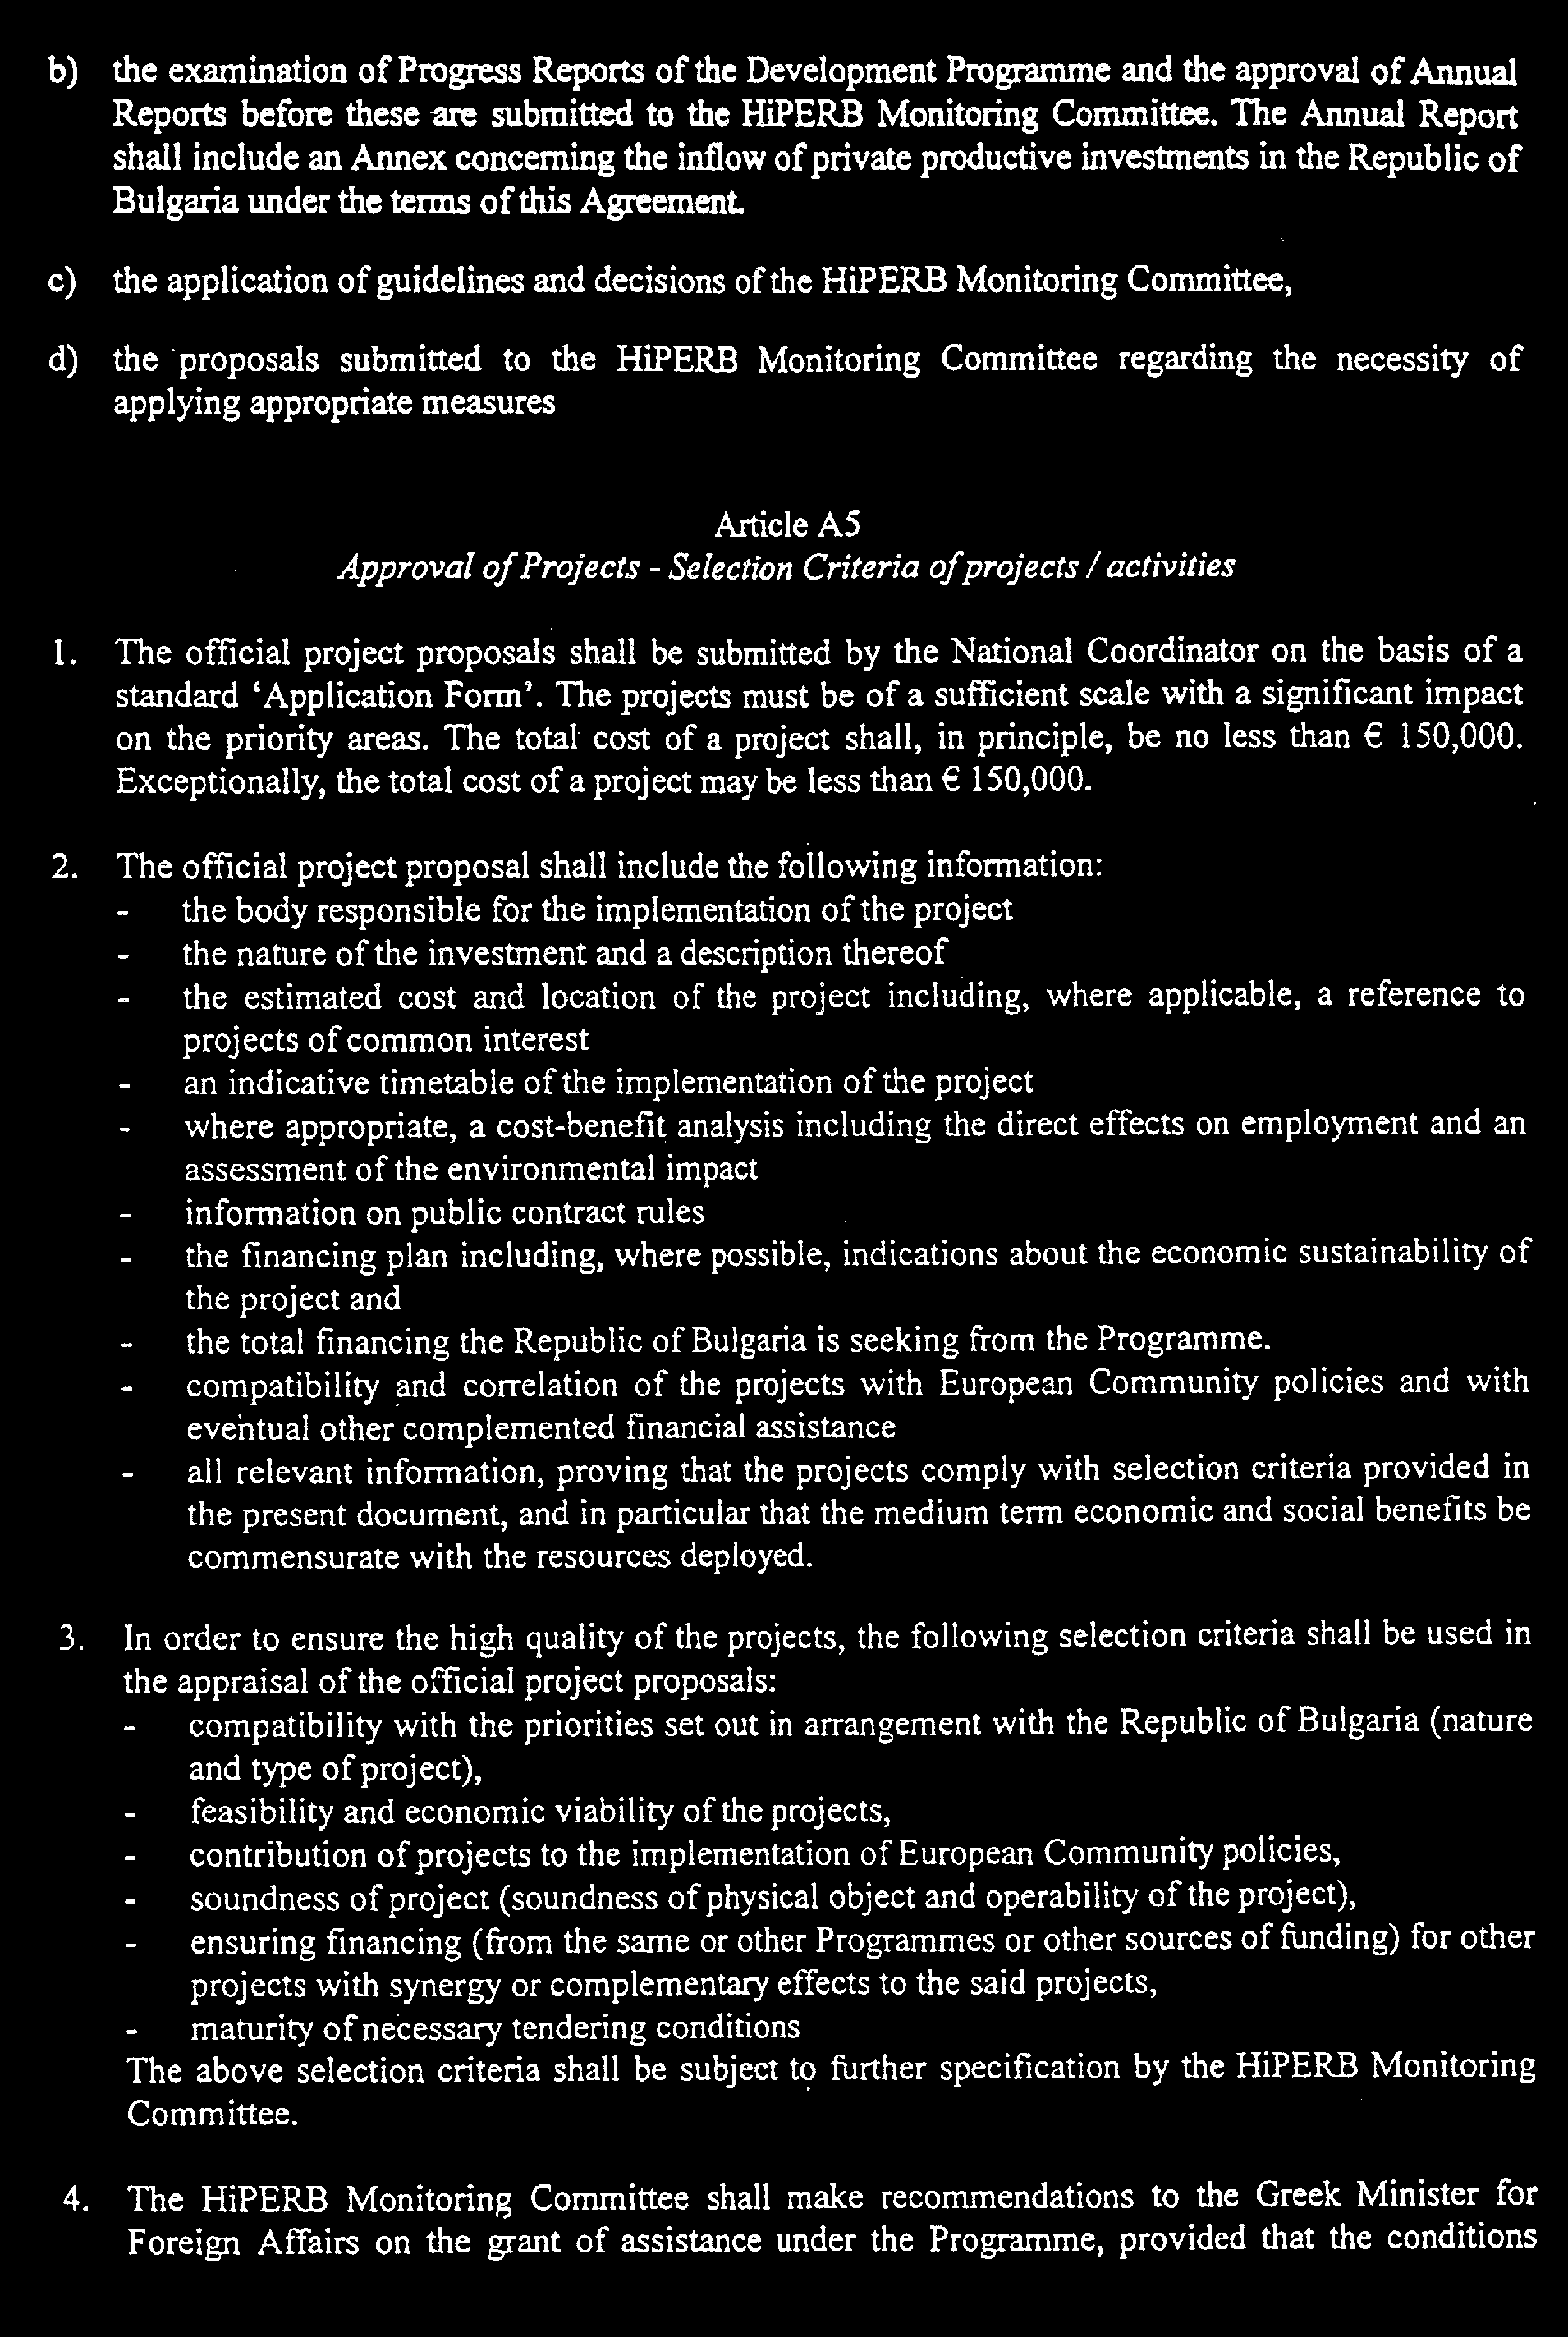 b) the examination of Progress Reports of the Development Programme and the approval of Annual
Reports before these are submitted to the HiPERB Monitoring Committee. The Annual Report
shall include an Annex concerning the inflow of private productive investments in the Republic of
Bulgaria under the terms of this Agreement.
c) the application of guidelines and decisions of the HiPERB Monitoring Committee,
d) the proposals submitted to the HiPERB Monitoring Committee regarding the necessity of
applying appropriate measures
Article A5
Approval of Projects - Selection Criteria of projects / activities
1. The official project proposals shall be submitted by the National Coordinator on the basis of a
standard ‘Application Form’. The projects must be of a sufficient scale with a significant impact
on the priority areas. The total cost of a project shall, in principle, be no less than € 150,000.
Exceptionally, the total cost of a project may be less than € 150,000.
2. The official project proposal shall include the following information:
- the body responsible for the implementation of the project
- the nature of the investment and a description thereof
- the estimated cost and location of the project including, where applicable, a reference to
projects of common interest
- an indicative timetable of the implementation of the project
- where appropriate, a cost-benefit analysis including the direct effects on employment and an
assessment of the environmental impact
- information on public contract rules
- the financing plan including, where possible, indications about the economic sustainability of
the project and
- the total financing the Republic of Bulgaria is seeking from the Programme.
- compatibility and correlation of the projects with European Community policies and with
eventual other complemented financial assistance
- all relevant information, proving that the projects comply with selection criteria provided in
the present document, and in particular that the medium term economic and social benefits be
commensurate with the resources deployed.
3. In order to ensure the high quality of the projects, the following selection criteria shall be used in
the appraisal of the official project proposals:
- compatibility with the priorities set out in arrangement with the Republic of Bulgaria (nature
and type of project),
- feasibility and economic viability of the projects,
- contribution of projects to the implementation of European Community policies,
- soundness of project (soundness of physical object and operability of the project),
- ensuring financing (from the same or other Programmes or other sources of funding) for other
projects with synergy or complementary effects to the said projects,
- maturity of necessary tendering conditions
The above selection criteria shall be subject to further specification by the HiPERB Monitoring
Committee.
4. The HiPERB Monitoring Committee shall make recommendations to the Greek Minister for
Foreign Affairs on the grant of assistance under the Programme, provided that the conditions